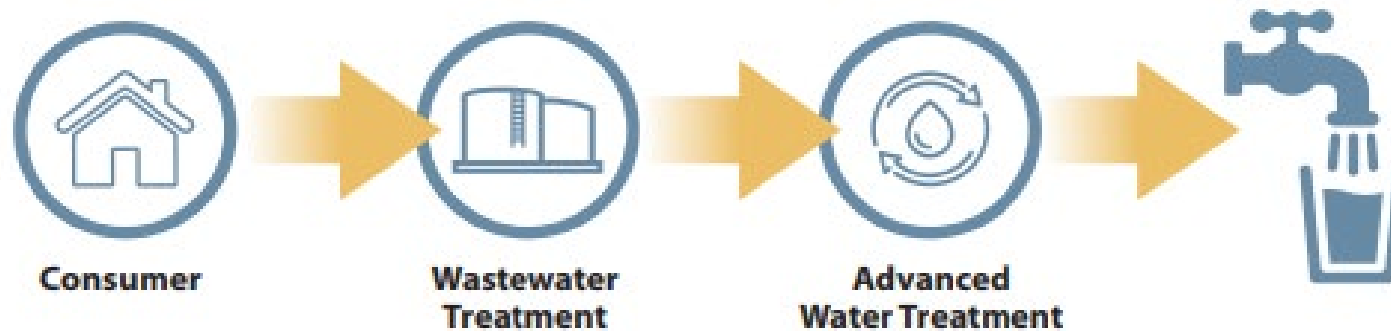 Consumer
Wastewater
Treatment
Advanced
Water Treatment